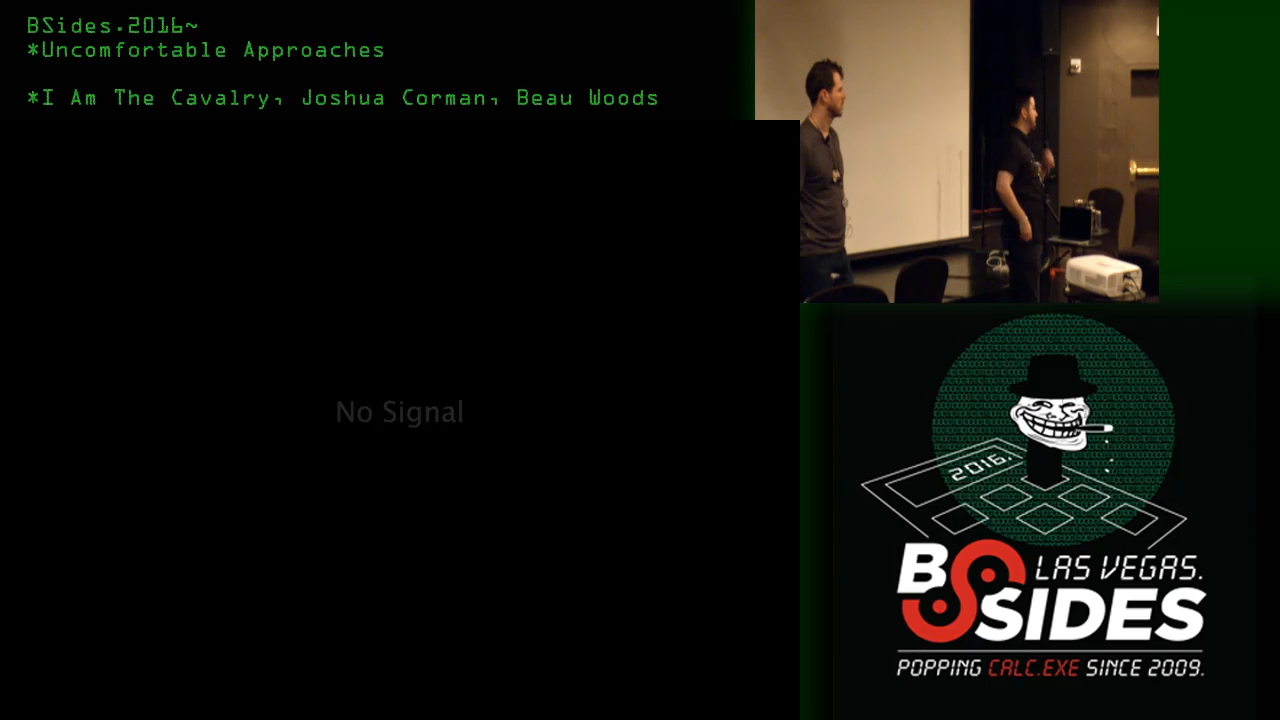 BSides.2016~
*Uncomfortable Approaches
*I Am The Cavalry, Joshua Corman, Beau Woods
No Signal
2016.
BSIDES LAS VEGAS.
POPPING CALC.EXE SINCE 2009.